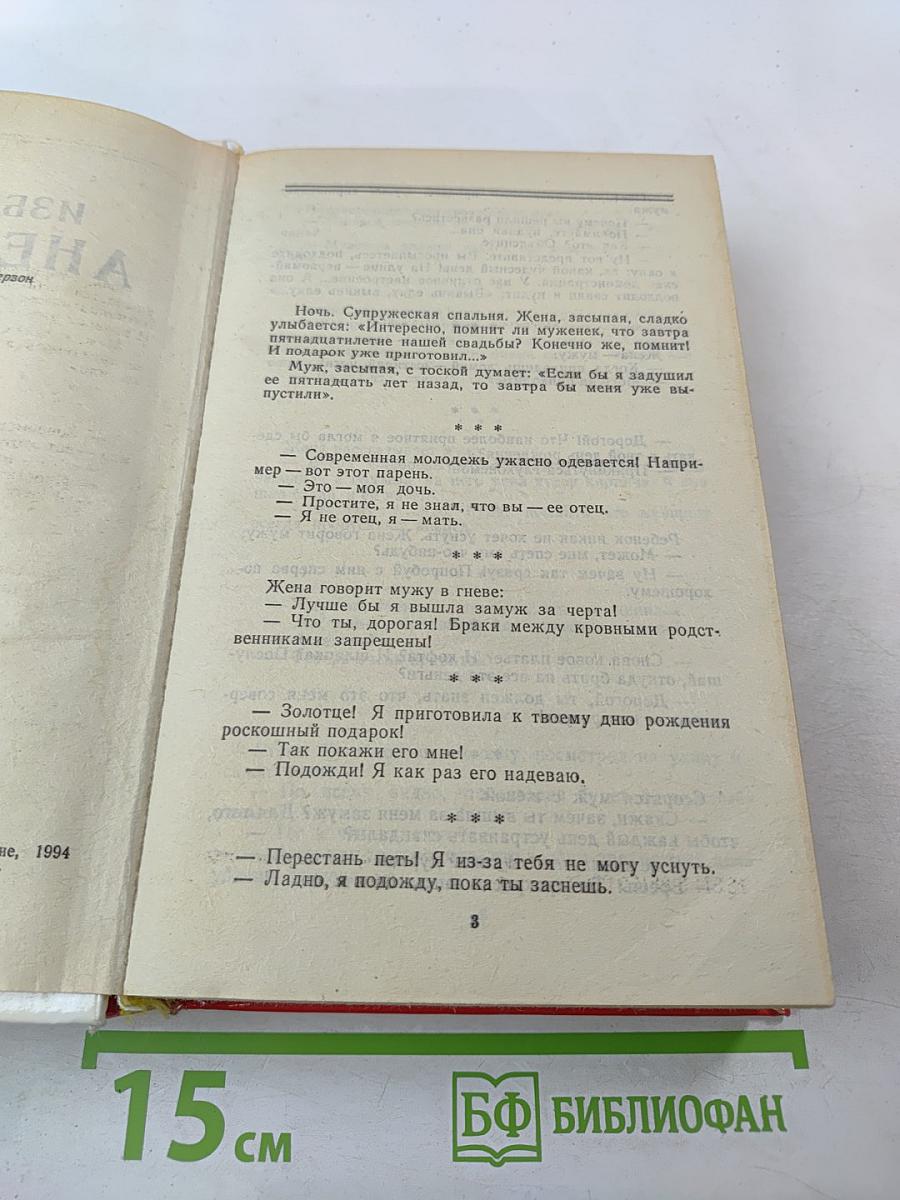 ИЗБ
АНЕ
ерзон
не, 1994
Ночь. Супружеская спальня. Жена, засыпая, сладко
улыбается: «Интересно, помнит ли муженек, что завтра
пятнадцатилетие нашей свадьбы? Конечно же, помнит!
И подарок уже приготовил...»
Муж, засыпая, с тоской думает: «Если бы я задушил
ее пятнадцать лет назад, то завтра бы меня уже вы-
пустили».
* * *
— Современная молодежь ужасно одевается! Напри-
мер — вот этот парень.
— Это — моя дочь.
— Простите, я не знал, что вы — ее отец.
— Я не отец, я — мать.
* * *
Жена говорит мужу в гневе:
— Лучше бы я вышла замуж за черта!
— Что ты, дорогая! Браки между кровными родст-
венниками запрещены!
* * *
— Золотце! Я приготовила к твоему дню рождения
роскошный подарок!
— Так покажи его мне!
— Подожди! Я как раз его надеваю.
* * *
— Перестань петь! Я из-за тебя не могу уснуть.
— Ладно, я подожду, пока ты заснешь.
3
15 см
БФ БИБЛИОФАН